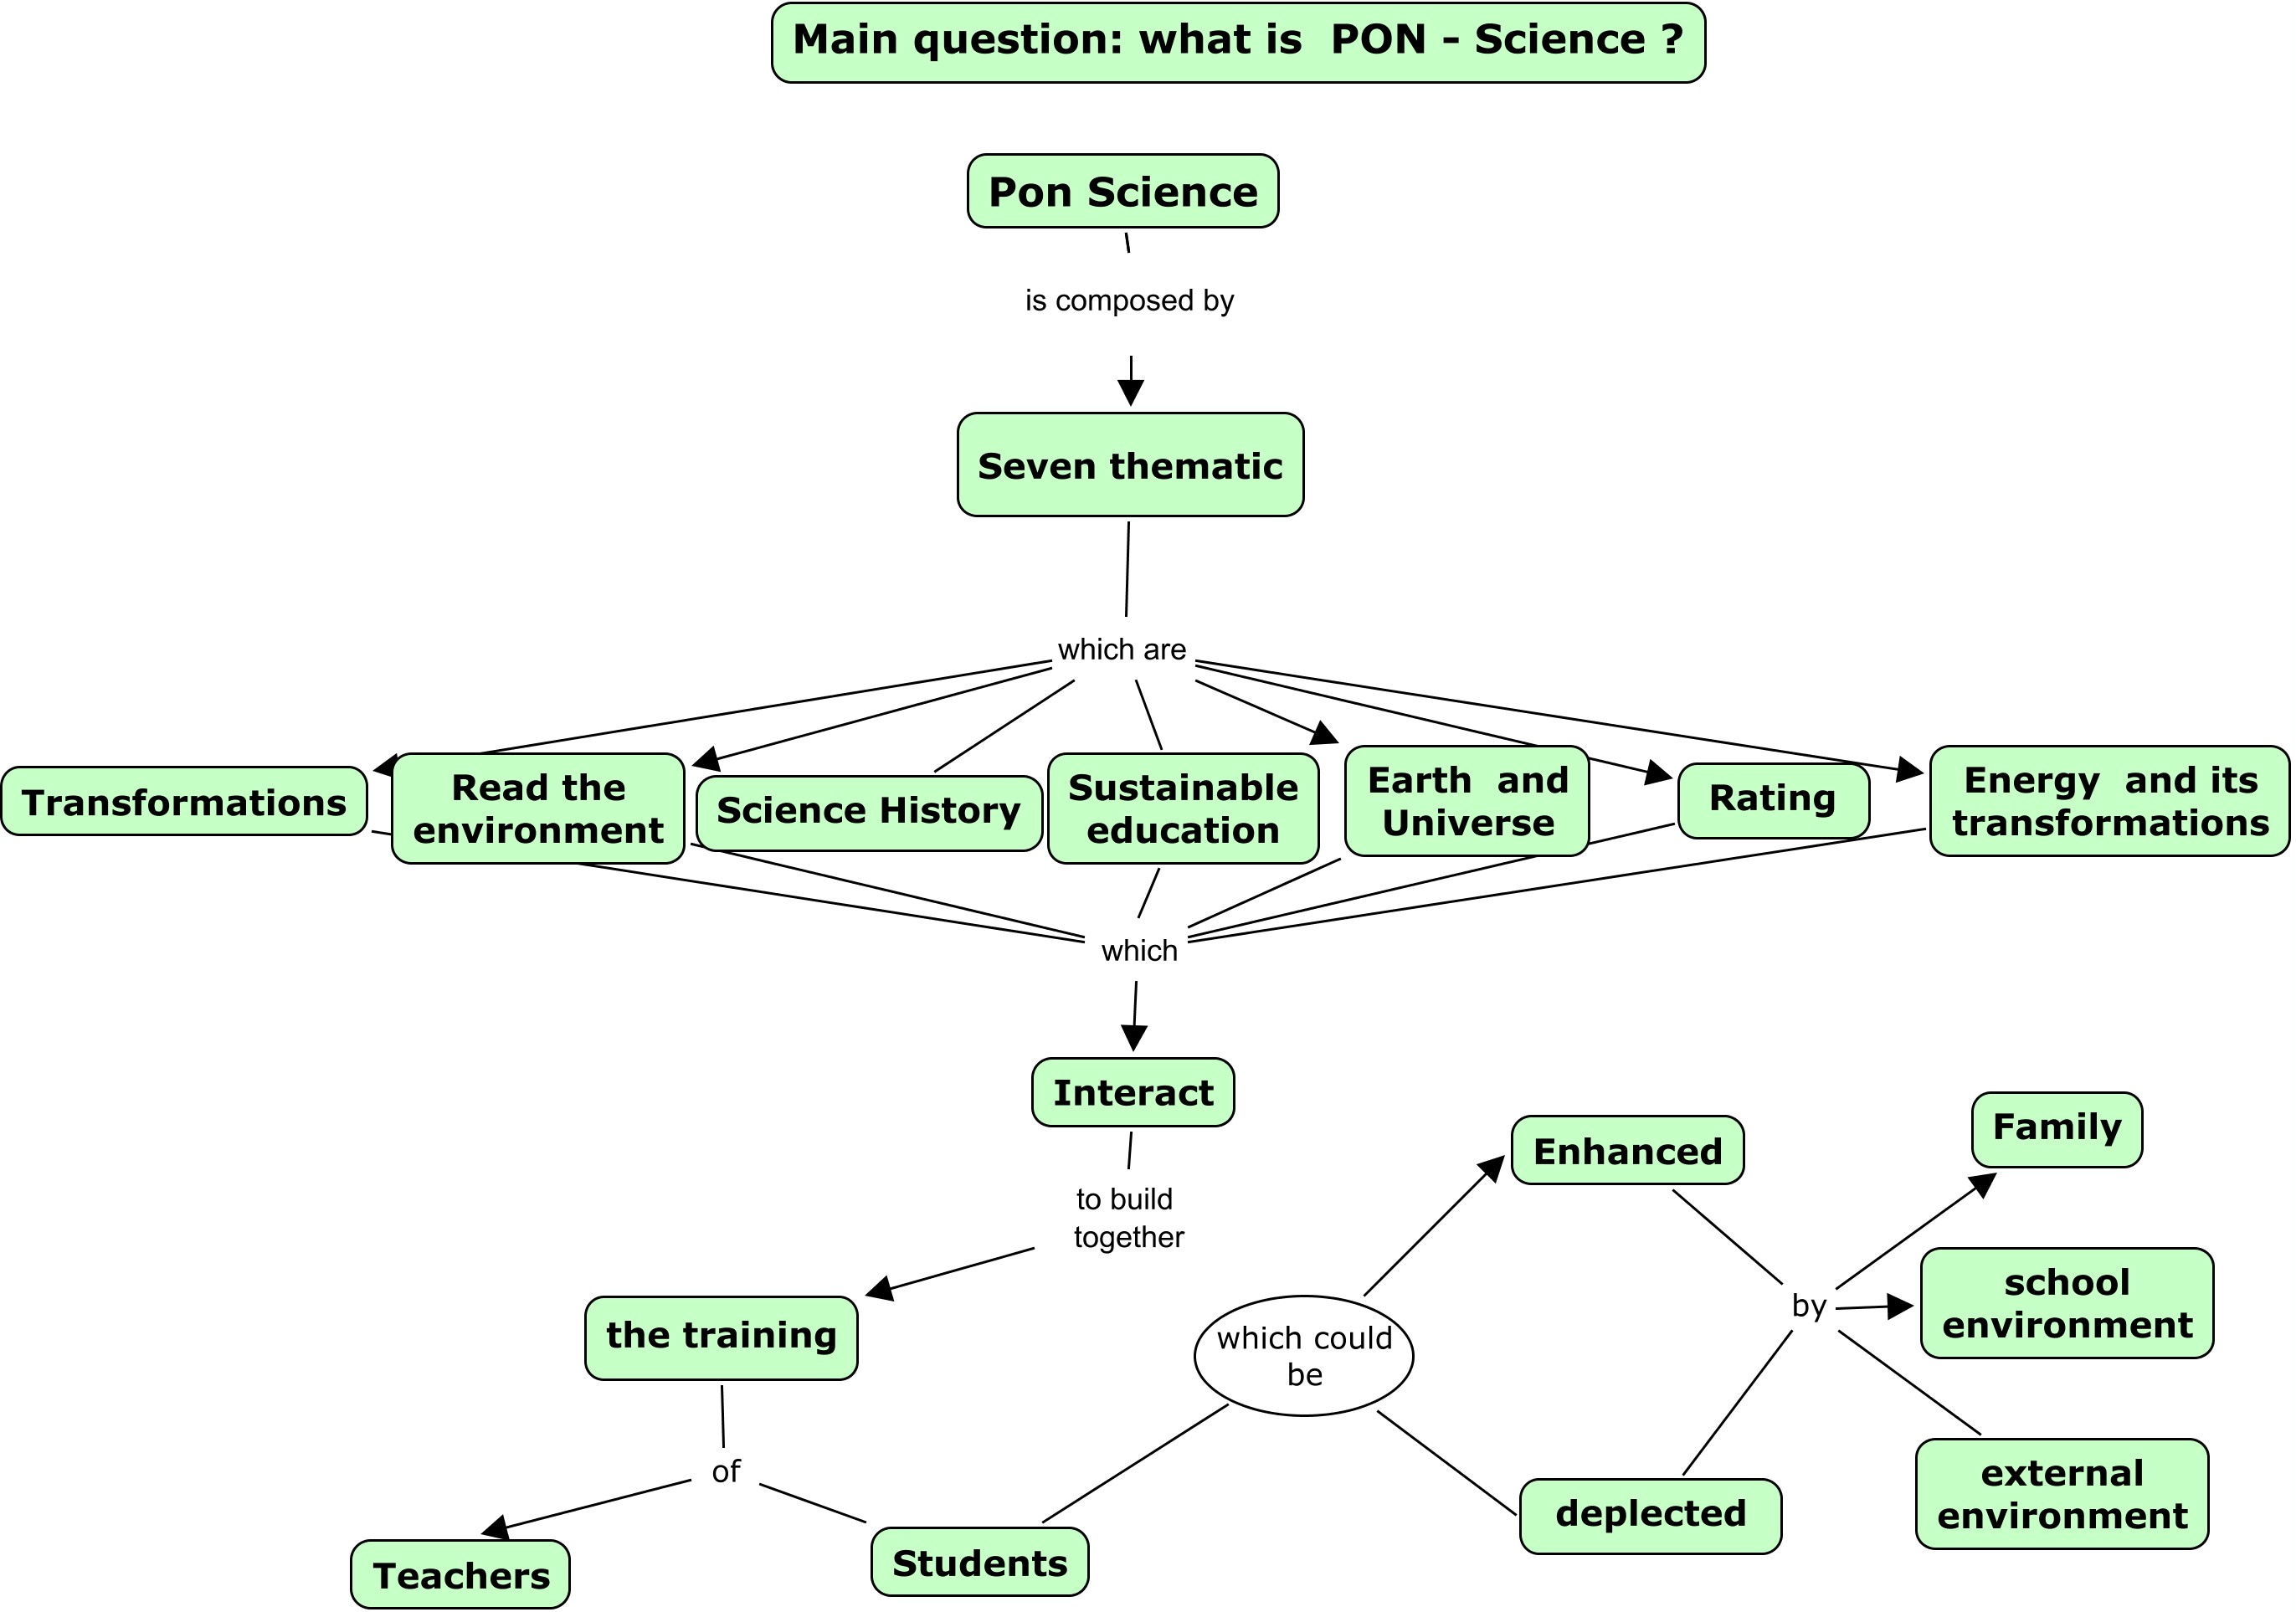 Main question: what is  PON - Science ?
Pon Science
is composed by
Seven thematic
which are
Transformations
Read the
environment
Science History
Sustainable
education
Earth  and
Universe
Rating
Energy  and its
transformations
which
Interact
to build
together
Enhanced
Family
the training
which could
be
by
school
environment
of
deplected
external
environment
Teachers
Students